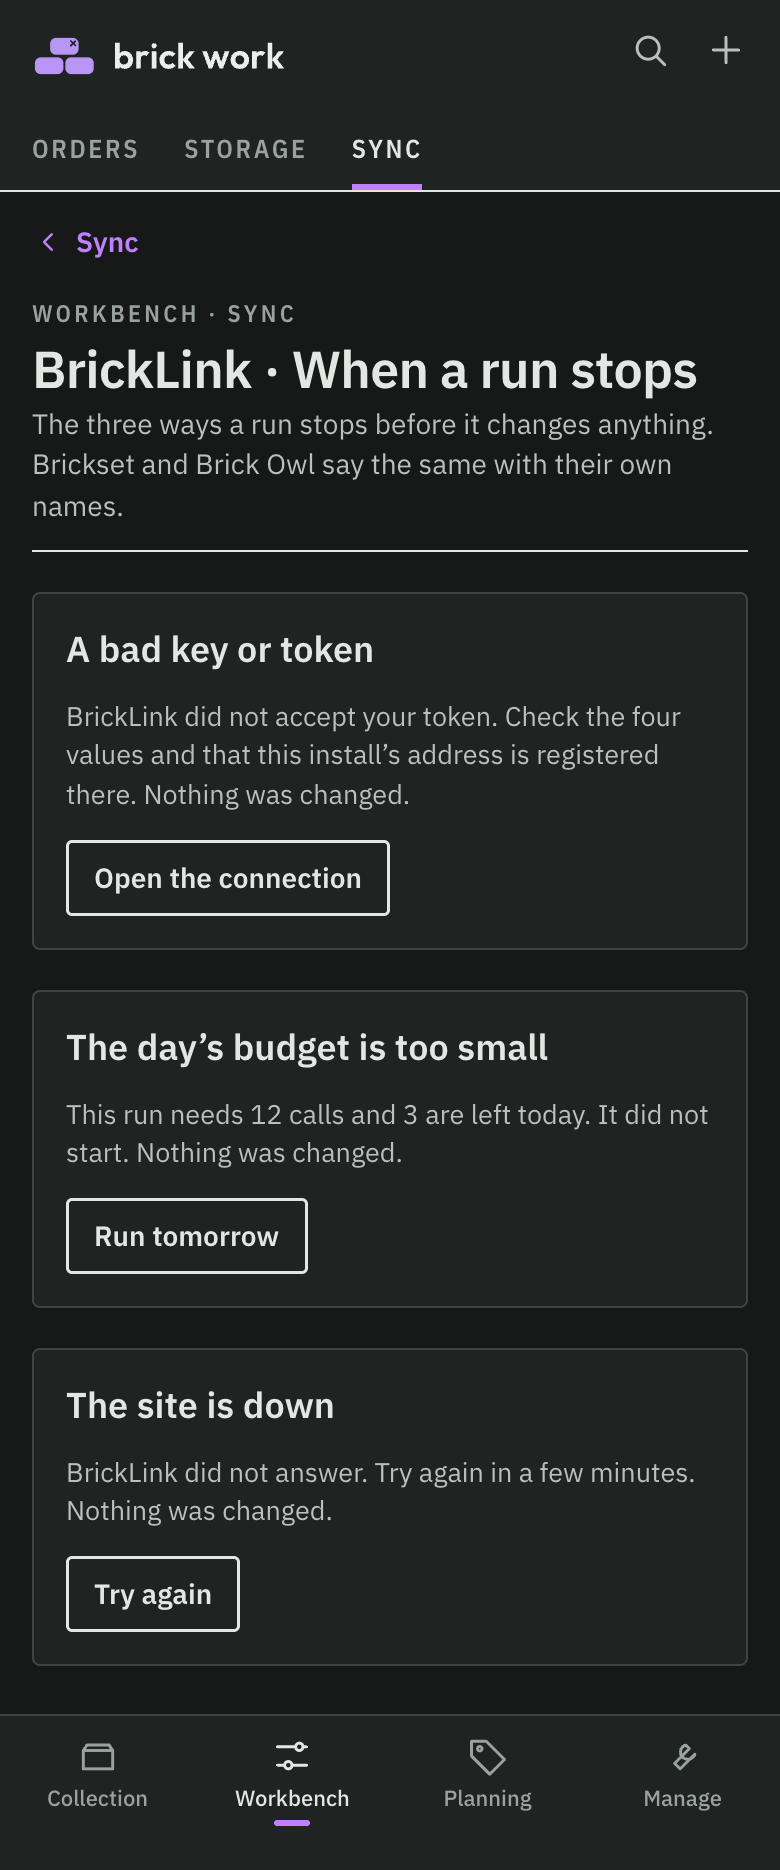 brick work
ORDERS STORAGE SYNC
Sync
WORKBENCH · SYNC
BrickLink · When a run stops
The three ways a run stops before it changes anything.
Brickset and Brick Owl say the same with their own
names.
A bad key or token
BrickLink did not accept your token. Check the four
values and that this install’s address is registered
there. Nothing was changed.
Open the connection
The day’s budget is too small
This run needs 12 calls and 3 are left today. It did not
start. Nothing was changed.
Run tomorrow
The site is down
BrickLink did not answer. Try again in a few minutes.
Nothing was changed.
Try again
Collection Workbench Planning Manage